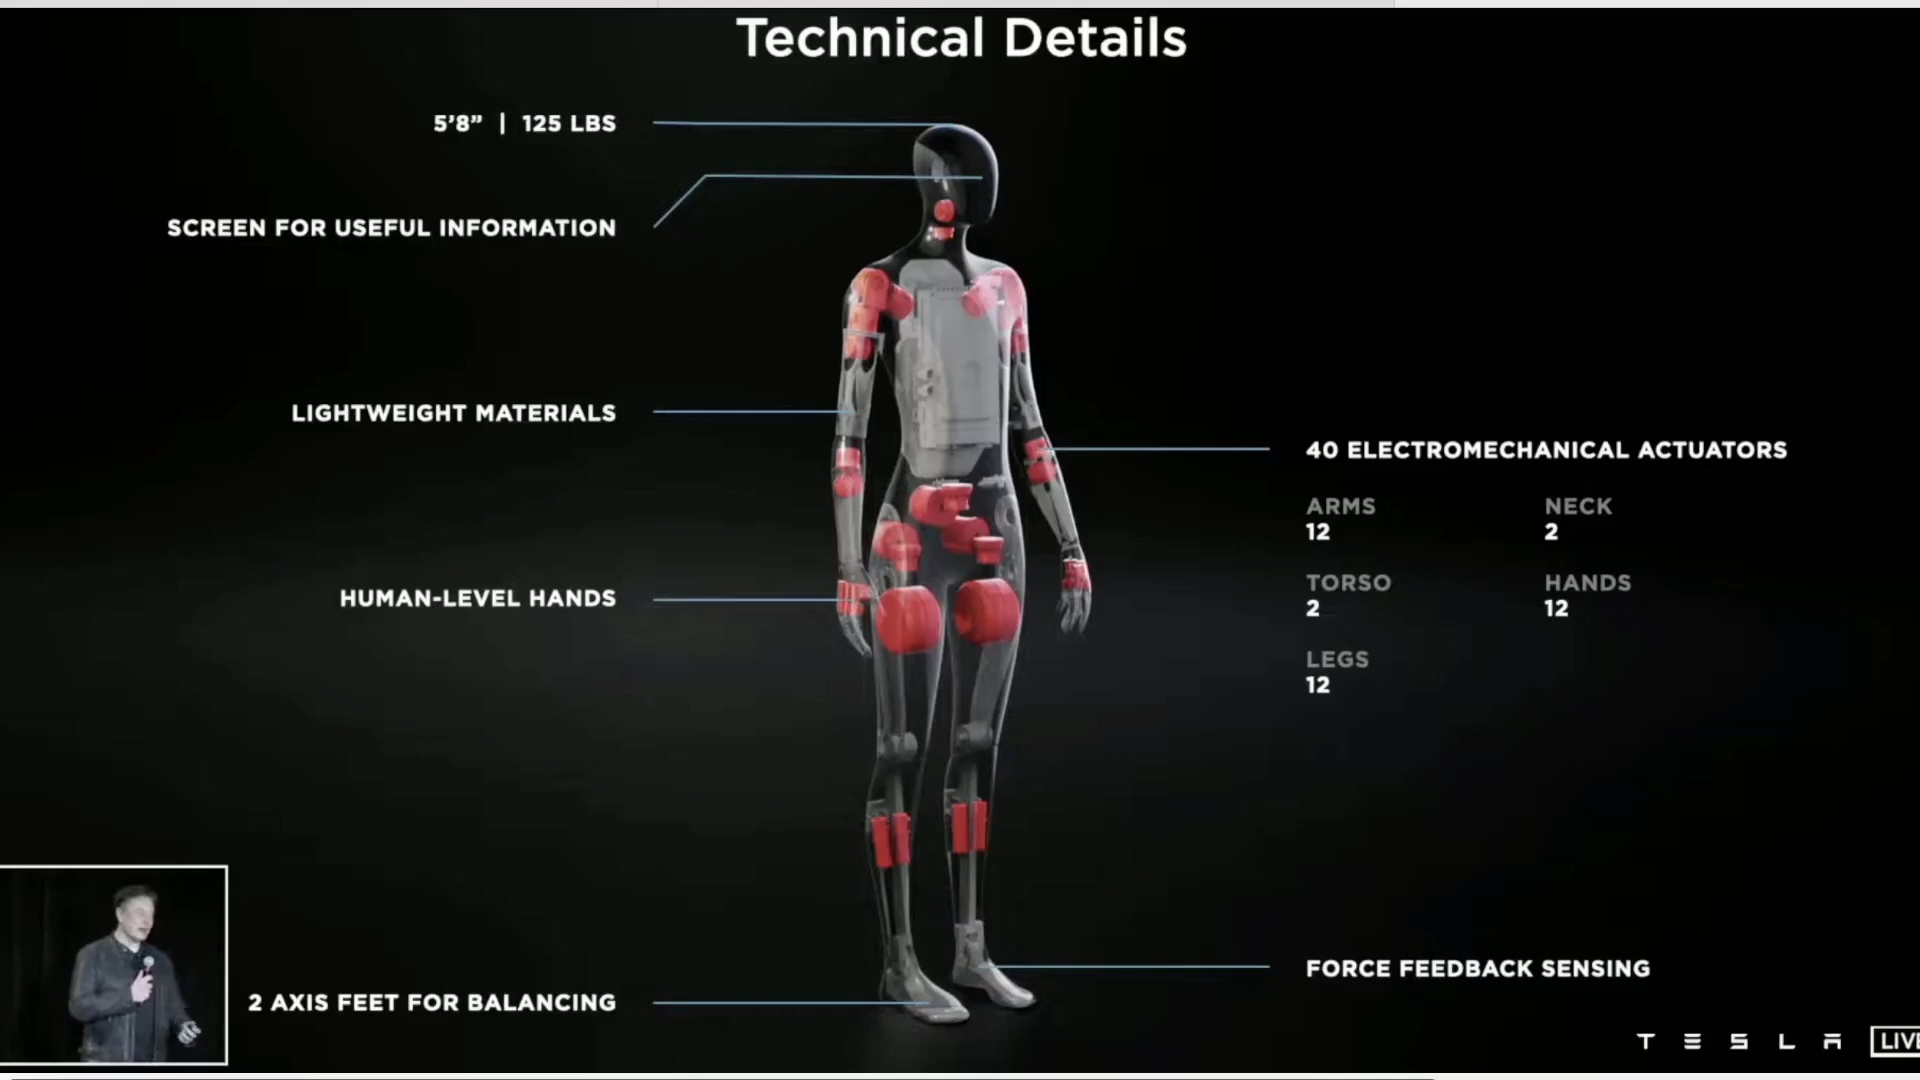 Technical Details
5’8” | 125 LBS
SCREEN FOR USEFUL INFORMATION
LIGHTWEIGHT MATERIALS
HUMAN-LEVEL HANDS
2 AXIS FEET FOR BALANCING
40 ELECTROMECHANICAL ACTUATORS
ARMS
12
NECK
2
TORSO
2
HANDS
12
LEGS
12
FORCE FEEDBACK SENSING
TESLA
LIVE